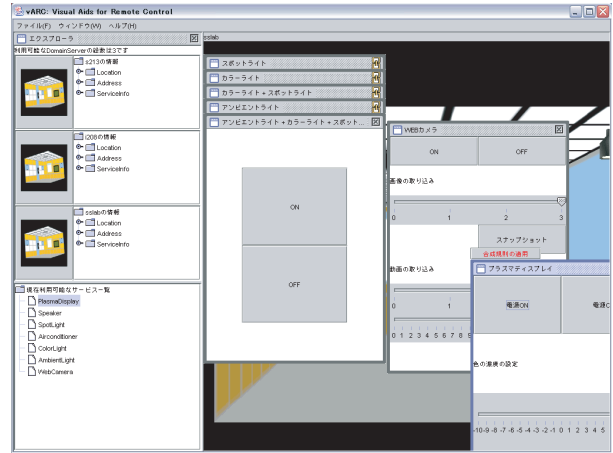 vARC: Visual Aids for Remote Control
ファイル(F) ウィンドウ(W) ヘルプ(H)
エクスプローラ
利用可能なDomainServerの総数は3です
s213の情報
Location
Address
ServiceInfo
i208の情報
Location
Address
ServiceInfo
sslabの情報
Location
Address
ServiceInfo
現在利用可能なサービス一覧
PlasmaDisplay
Speaker
SpotLight
Airconditioner
ColorLight
AmbientLight
WebCamera
sslab
スポットライト
カラーライト
カラーライト+スポットライト
アンビエントライト
アンビエントライト+カラーライト+スポット...
ON
OFF
WEBカメラ
ON
OFF
画像の取り込み
0 1 2 3
スナップショット
合成規則の適用
動画の取り込み
0 1
0 1 2 3 4 5 6 7 8 9
プラズマディスプレイ
電源ON
電源O
色の濃淡の設定
-10 -9 -8 -7 -6 -5 -4 -3 -2 -1 0 1 2 3 4 5